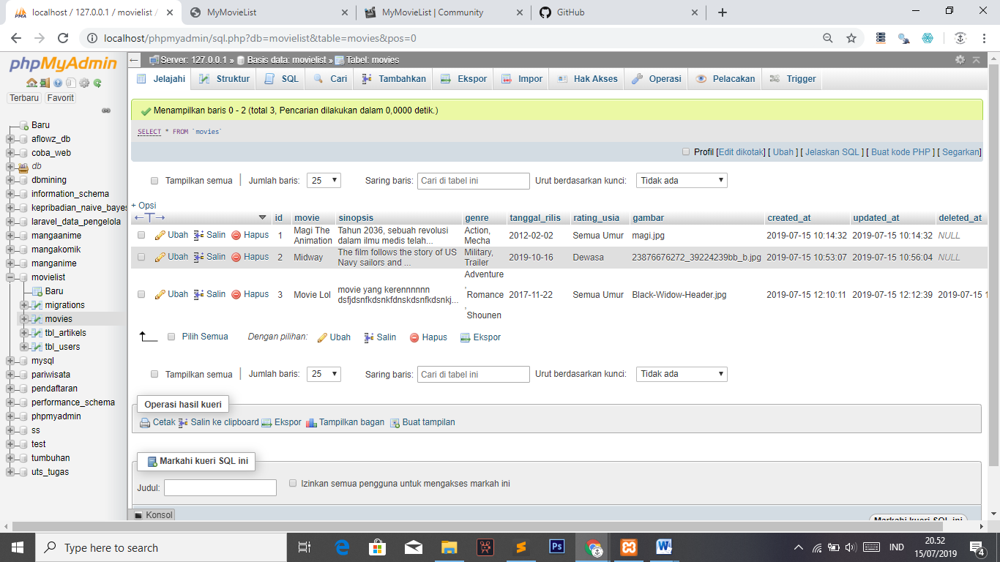 localhost / 127.0.0.1 / movielist /
MyMovieList
MyMovieList | Community
GitHub
localhost/phpmyadmin/sql.php?db=movielist&table=movies&pos=0
phpMyAdmin
Terbaru Favorit
Baru
aflowz_db
coba_web
db
dbmining
information_schema
kepribadian_naive_bayes
laravel_data_pengelola
mangaanime
mangakomik
manganime
movielist
Baru
migrations
movies
tbl_artikels
tbl_users
mysql
pariwisata
pendaftaran
performance_schema
phpmyadmin
ss
test
tumbuhan
uts_tugas
Server: 127.0.0.1 » Basis data: movielist » Tabel: movies
Jelajahi Struktur SQL Cari Tambahkan Ekspor Impor Hak Akses Operasi Pelacakan Trigger
Menampilkan baris 0 - 2 (total 3, Pencarian dilakukan dalam 0,0000 detik.)
SELECT * FROM `movies`
Profil [Edit dikotak] [ Ubah ] [ Jelaskan SQL ] [ Buat kode PHP ] [ Segarkan]
Tampilkan semua | Jumlah baris: 25 Saring baris: Cari di tabel ini Urut berdasarkan kunci: Tidak ada
+ Opsi
←T→ id movie sinopsis genre tanggal_rilis rating_usia gambar created_at updated_at deleted_at
Ubah Salin Hapus 1 Magi The Animation Tahun 2036, sebuah revolusi dalam ilmu medis telah... Action, Mecha 2012-02-02 Semua Umur magi.jpg 2019-07-15 10:14:32 2019-07-15 10:14:32 NULL
Ubah Salin Hapus 2 Midway The film follows the story of US Navy sailors and ... Military, Trailer 2019-10-16 Dewasa 23876676272_39224239bb_b.jpg 2019-07-15 10:53:07 2019-07-15 10:56:04 NULL
Ubah Salin Hapus 3 Movie Lol movie yang kerennnnnn dsfjdsnfkdsnkfdnskdsnfkdsnkj... Adventure , Romance , Shounen 2017-11-22 Semua Umur Black-Widow-Header.jpg 2019-07-15 12:10:11 2019-07-15 12:12:39 2019-07-15 1
Pilih Semua Dengan pilihan: Ubah Salin Hapus Ekspor
Tampilkan semua | Jumlah baris: 25 Saring baris: Cari di tabel ini Urut berdasarkan kunci: Tidak ada
Operasi hasil kueri
Cetak Salin ke clipboard Ekspor Tampilkan bagan Buat tampilan
Markahi kueri SQL ini
Judul: Izinkan semua pengguna untuk mengakses markah ini
Konsol
Markahi kueri SQL ini
Type here to search
IND
20.52
15/07/2019
4